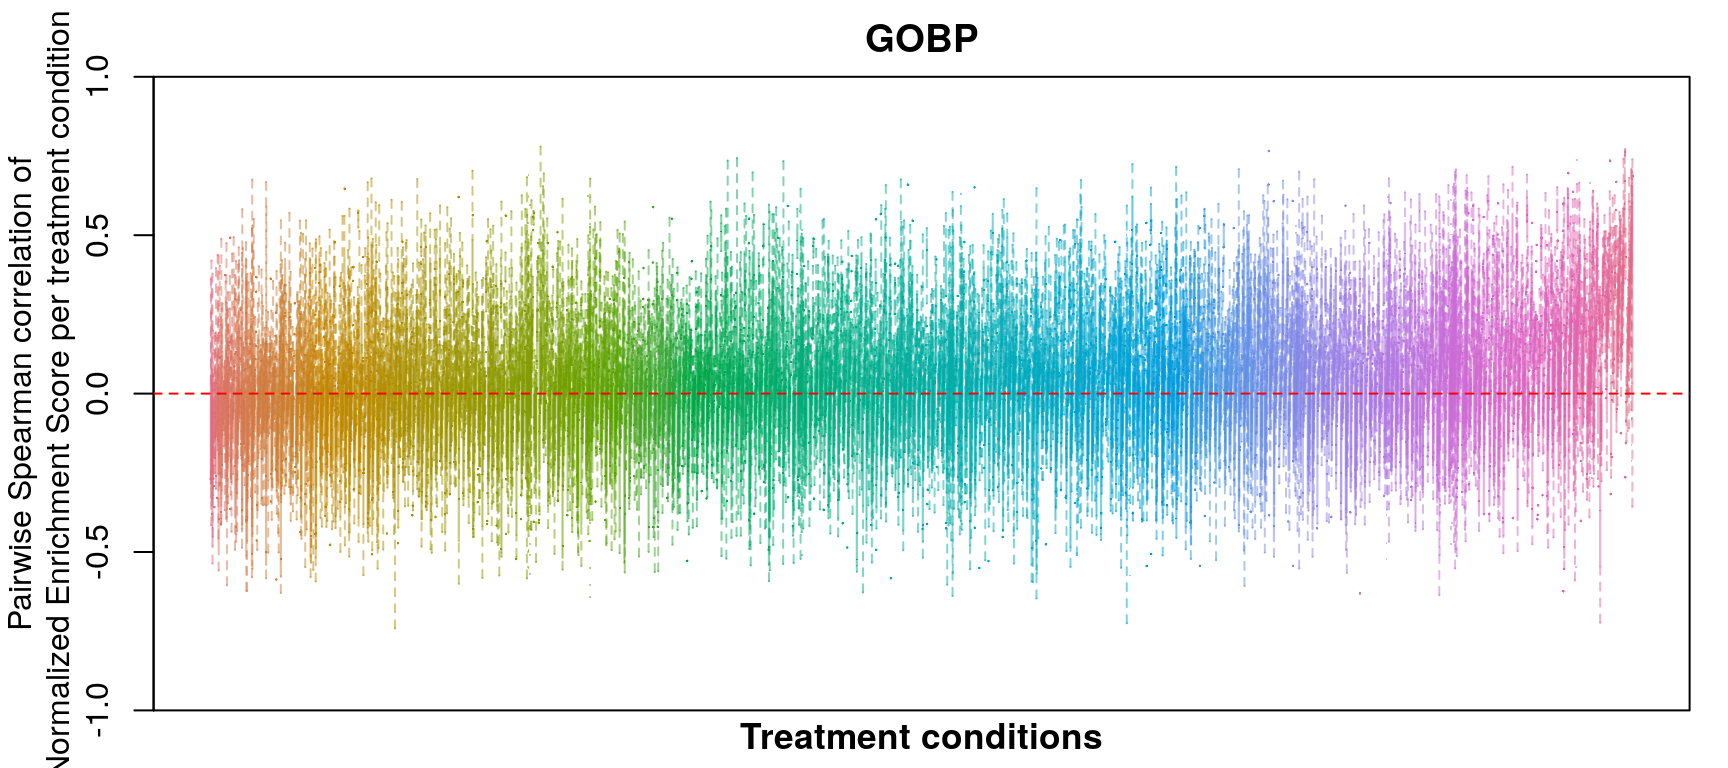 GOBP
Pairwise Spearman correlation of
Normalized Enrichment Score per treatment condition
1.0
0.5
0.0
-0.5
-1.0
Treatment conditions